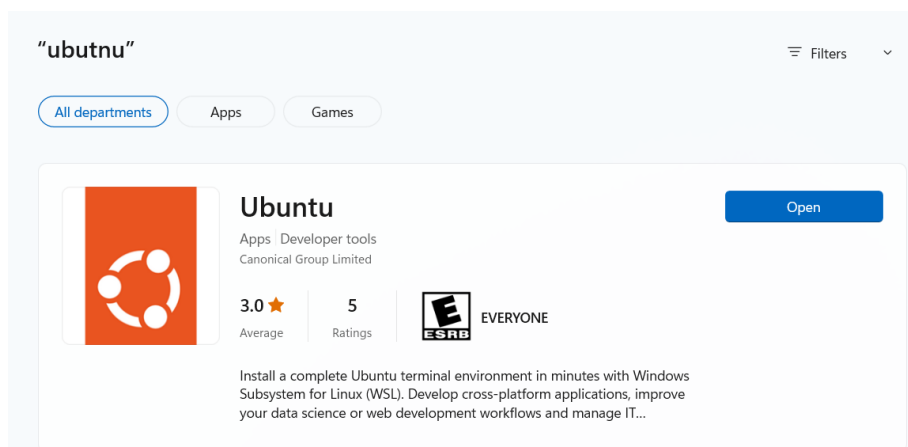 “ubutnu”
Filters
All departments
Apps
Games
Ubuntu
Open
Apps Developer tools
Canonical Group Limited
3.0
5
Average
Ratings
E
ESRB
EVERYONE
Install a complete Ubuntu terminal environment in minutes with Windows
Subsystem for Linux (WSL). Develop cross-platform applications, improve
your data science or web development workflows and manage IT...